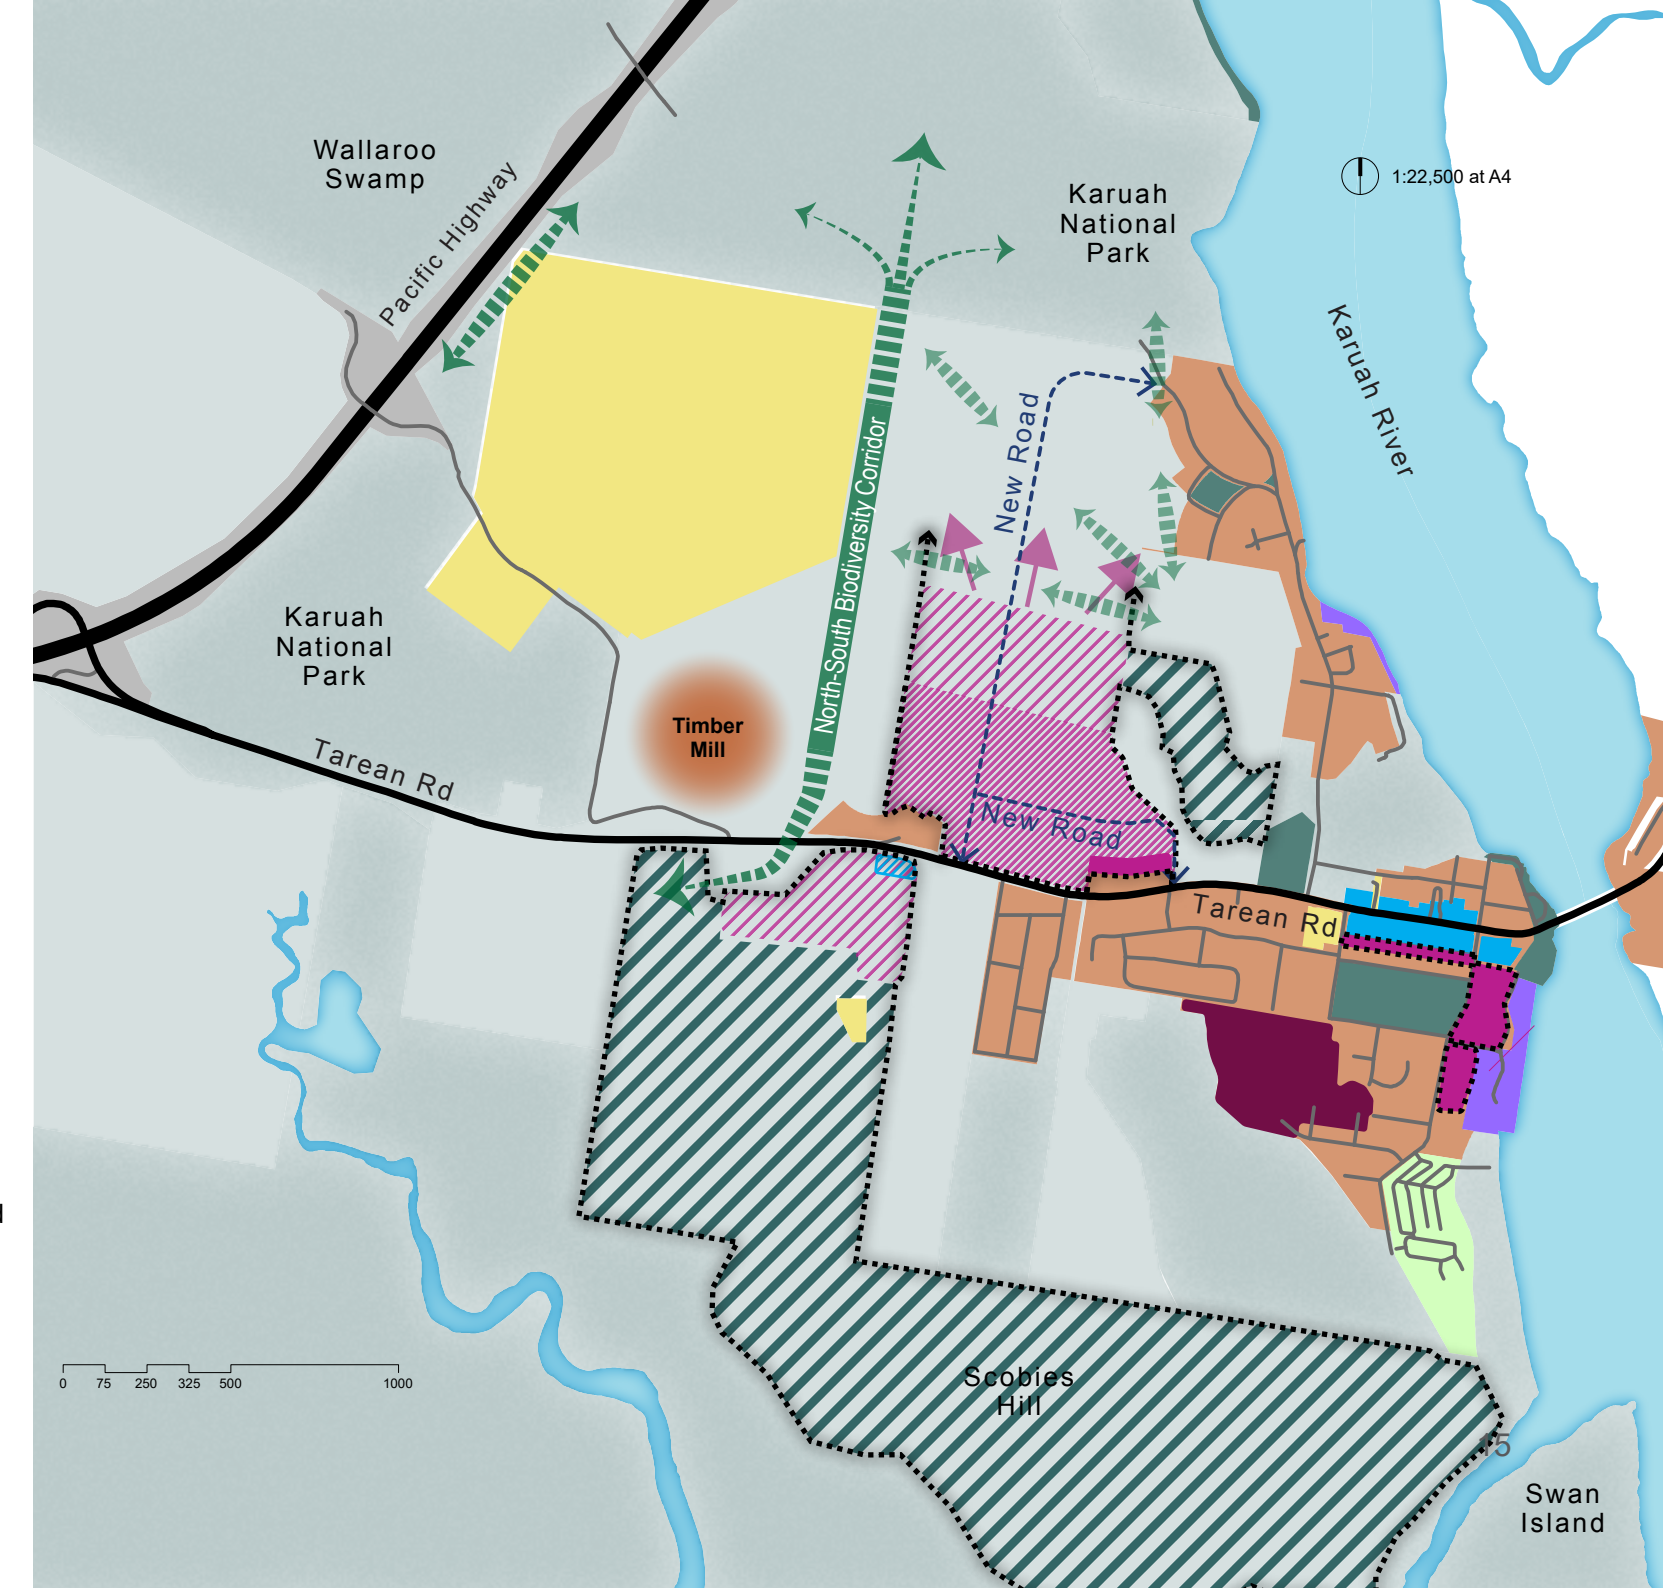 Wallaroo
Swamp
Pacific Highway
Karuah
National
Park
1:22,500 at A4
Karuah River
New Road
North-South Biodiversity Corridor
Karuah
National
Park
Timber
Mill
Tarean Rd
New Road
Tarean Rd
Scobies
Hill
0 75 250 325 500 1000
15
Swan
Island